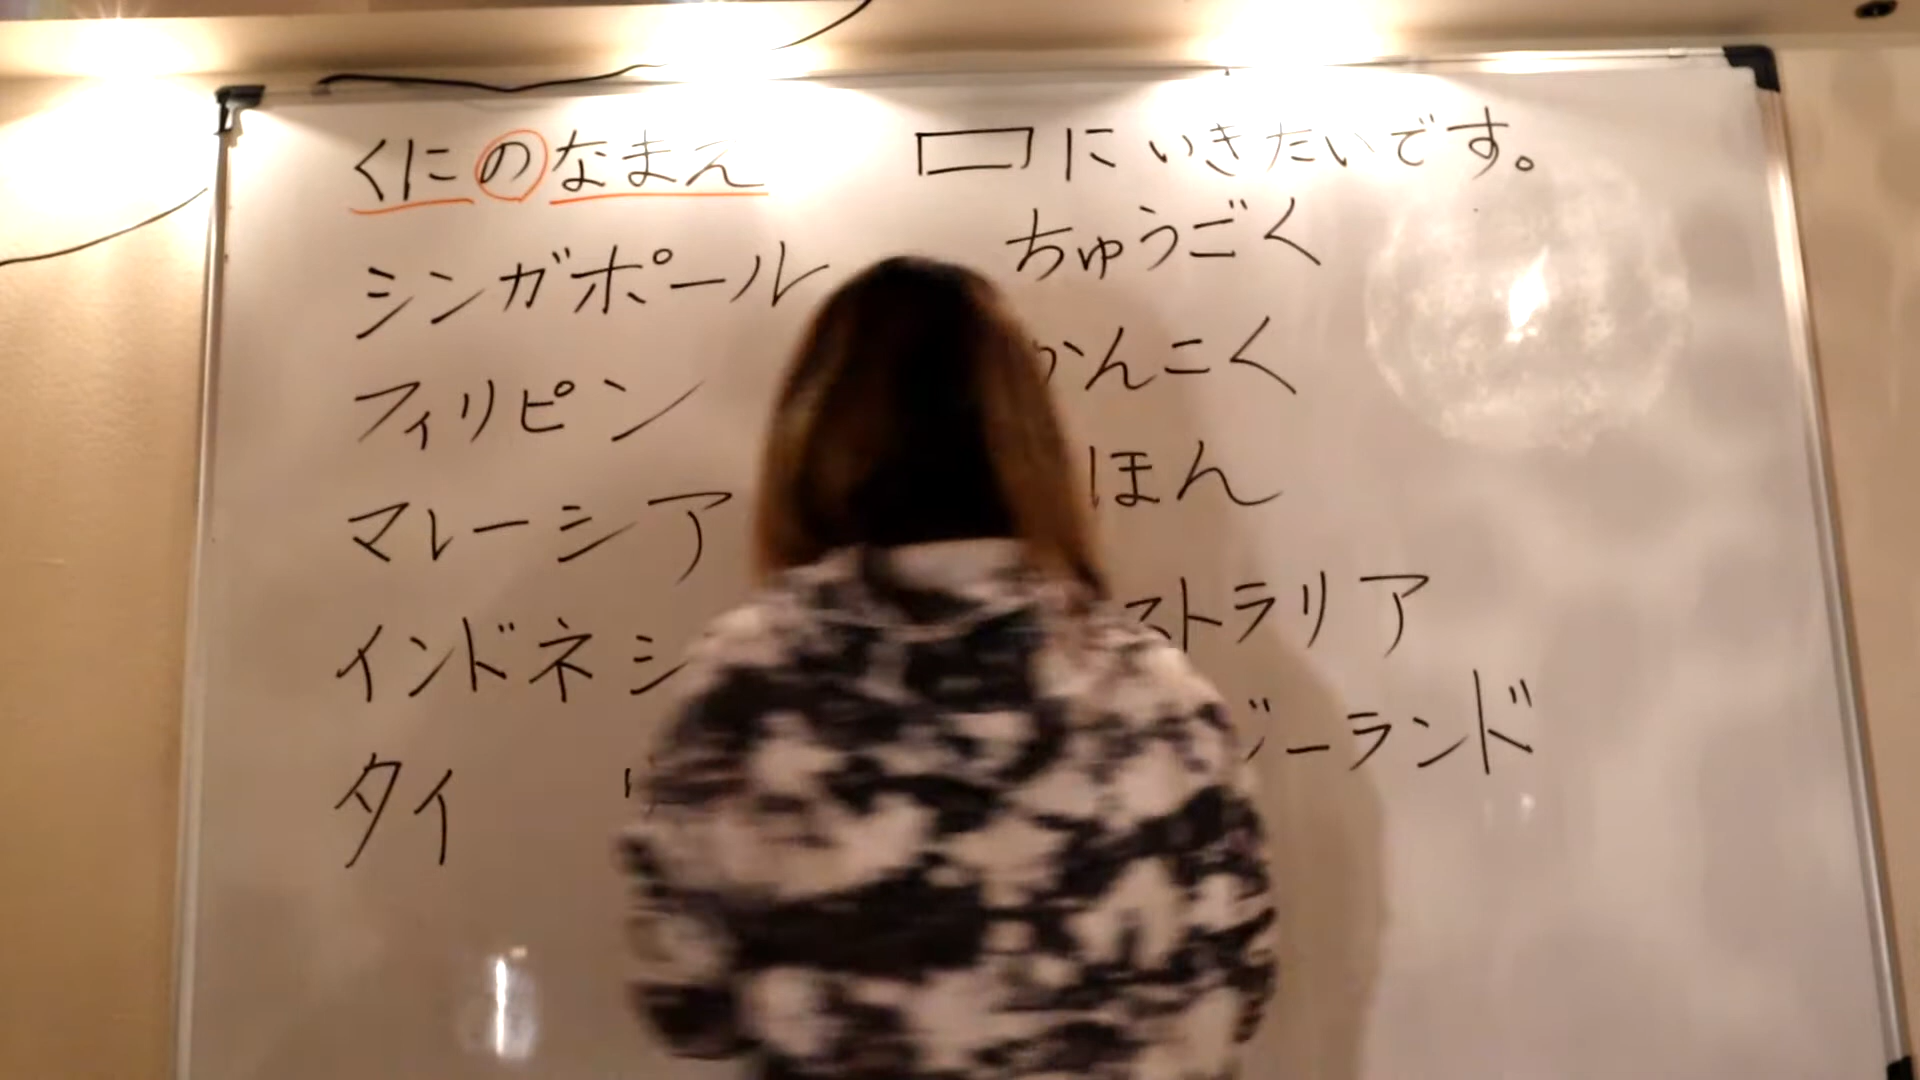 くにのなまえ
シンガポール
フィリピン
マレーシア
インドネシ
タイ
▭にいきたいです。
ちゅうごく
かんこく
ほん
ストラリア
ジーランド